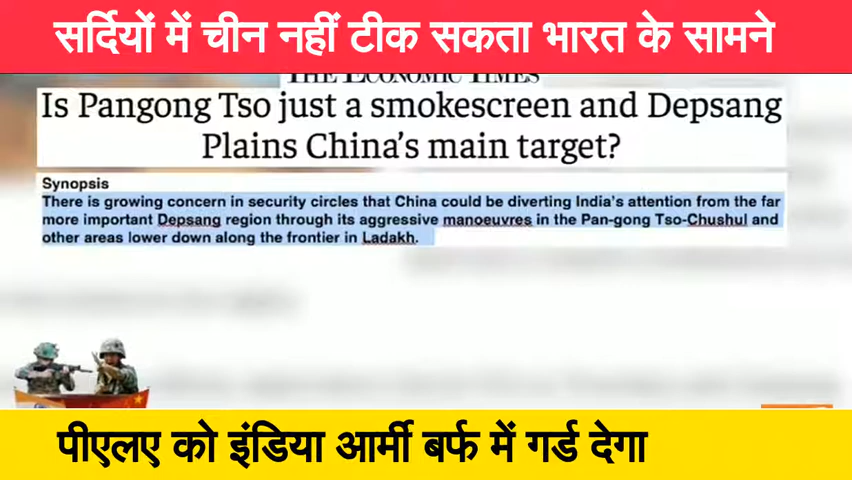 सर्दियों में चीन नहीं टीक सकता भारत के सामने
THE ECONOMIC TIMES
Is Pangong Tso just a smokescreen and Depsang
Plains China's main target?
Synopsis
There is growing concern in security circles that China could be diverting India's attention from the far
more important Depsang region through its aggressive manoeuvres in the Pan-gong Tso-Chushul and
other areas lower down along the frontier in Ladakh.
पीएलए को इंडिया आर्मी बर्फ में गर्ड देगा